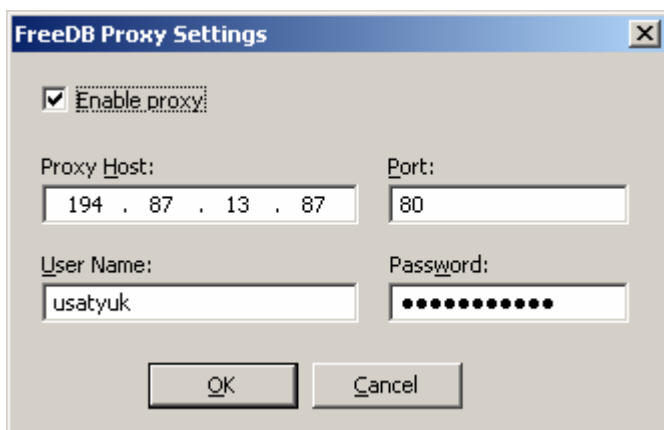 FreeDB Proxy Settings
Enable proxy
Proxy Host: Port:
194 . 87 . 13 . 87 80
User Name: Password:
usatyuk ●●●●●●●●●●●
OK Cancel